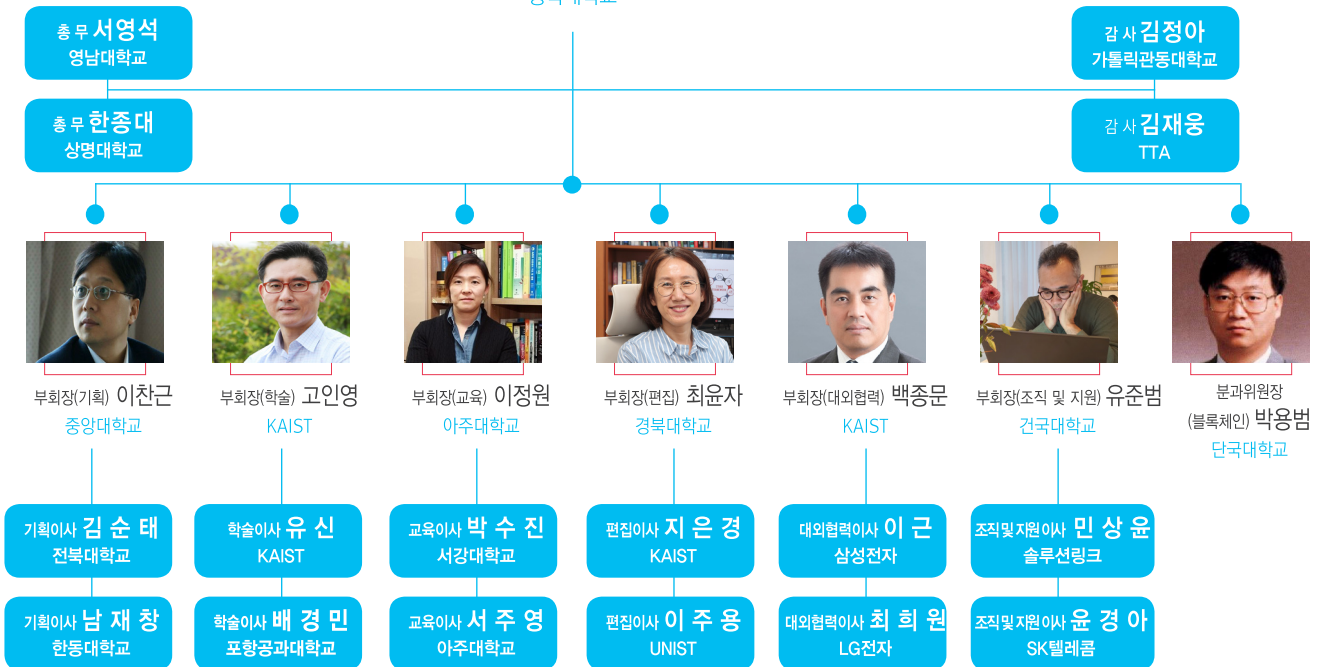 총 무 서영석
영남대학교
감 사 김정아
가톨릭관동대학교
총 무 한종대
상명대학교
감 사 김재웅
TTA
부회장(기획) 이찬근
중앙대학교
부회장(학술) 고인영
KAIST
부회장(교육) 이정원
아주대학교
부회장(편집) 최윤자
경북대학교
부회장(대외협력) 백종문
KAIST
부회장(조직 및 지원) 유준범
건국대학교
분과위원장
(블록체인) 박용범
단국대학교
기획이사 김 순 태
전북대학교
학술이사 유 신
KAIST
교육이사 박 수 진
서강대학교
편집이사 지 은 경
KAIST
대외협력이사 이 근
삼성전자
조직및지원이사 민 상 윤
솔루션링크
기획이사 남 재 창
한동대학교
학술이사 배 경 민
포항공과대학교
교육이사 서 주 영
아주대학교
편집이사 이 주 용
UNIST
대외협력이사 최 희 원
LG전자
조직및지원이사 윤 경 아
SK텔레콤